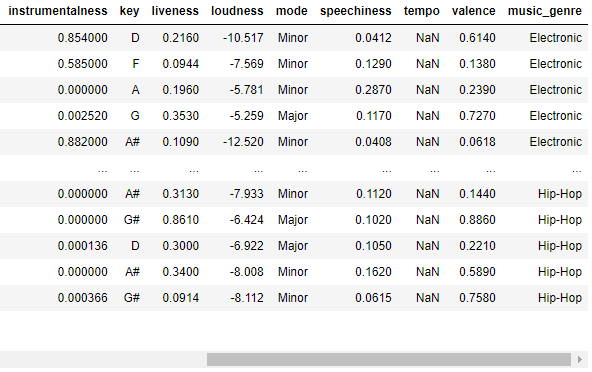 instrumentalness key liveness loudness mode speechiness tempo valence music_genre
0.854000 D 0.2160 -10.517 Minor 0.0412 NaN 0.6140 Electronic
0.585000 F 0.0944 -7.569 Minor 0.1290 NaN 0.1380 Electronic
0.000000 A 0.1960 -5.781 Minor 0.2870 NaN 0.2390 Electronic
0.002520 G 0.3530 -5.259 Major 0.1170 NaN 0.7270 Electronic
0.882000 A# 0.1090 -12.520 Minor 0.0408 NaN 0.0618 Electronic
... ... ... ... ... ... ... ... ...
0.000000 A# 0.3130 -7.933 Minor 0.1120 NaN 0.1440 Hip-Hop
0.000000 G# 0.8610 -6.424 Major 0.1020 NaN 0.8860 Hip-Hop
0.000136 D 0.3000 -6.922 Major 0.1050 NaN 0.2210 Hip-Hop
0.000000 A# 0.3400 -8.008 Minor 0.1620 NaN 0.5890 Hip-Hop
0.000366 G# 0.0914 -8.112 Minor 0.0615 NaN 0.7580 Hip-Hop